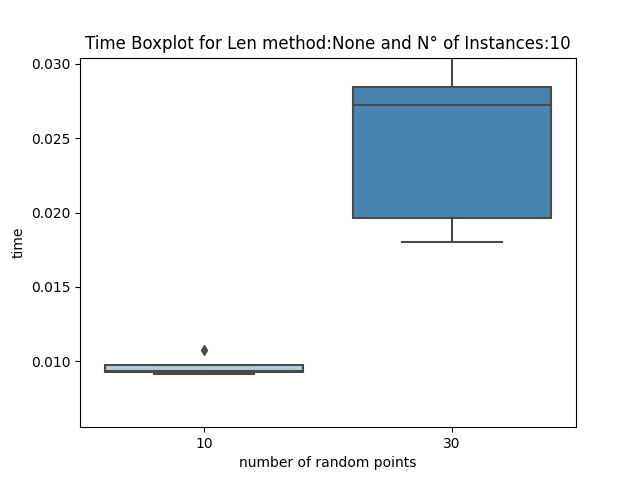 Time Boxplot for Len method:None and N° of Instances:10
0.030
0.025
0.020
0.015
0.010
time
10 30
number of random points